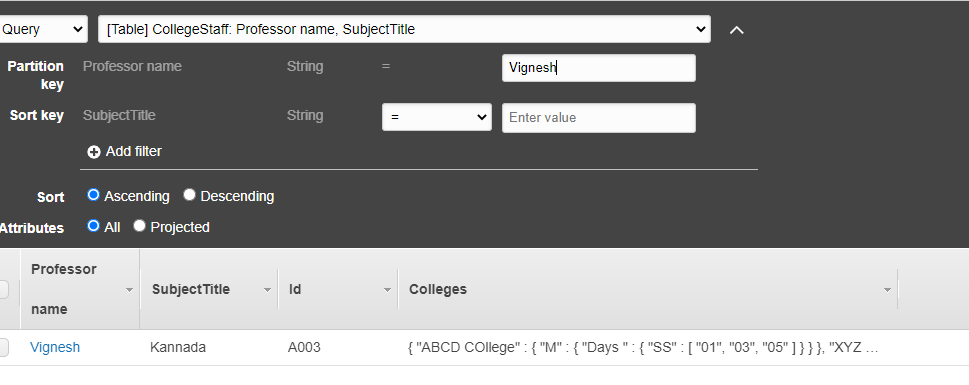 Query [Table] CollegeStaff: Professor name, SubjectTitle
Partition key Professor name String = Vignesh
Sort key SubjectTitle String = Enter value
Add filter
Sort Ascending Descending
Attributes All Projected
Professor name SubjectTitle Id Colleges
Vignesh Kannada A003 { "ABCD COllege" : { "M" : { "Days " : { "SS" : [ "01", "03", "05" ] } } }, "XYZ …